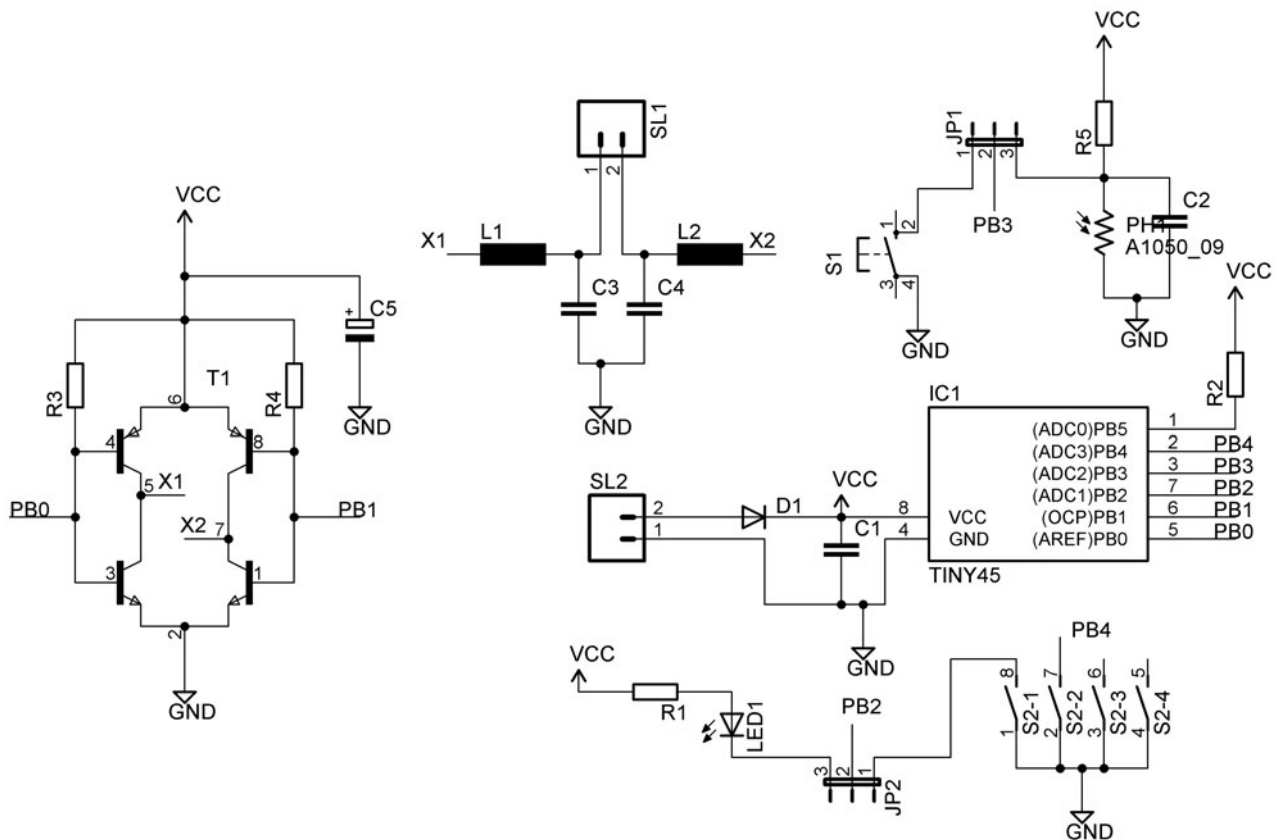 VCC
R3
T1
R4
+
C5
GND
6
4
8
5
X1
PB0
PB1
X2
7
3
1
2
GND
SL1
1
2
X1
L1
L2
X2
C3
C4
GND
VCC
JP1
1
2
3
R5
PB3
PH1
A1050_09
C2
S1
1
2
3
4
GND
GND
VCC
R2
IC1
(ADC0)PB5
1
(ADC3)PB4
2
PB4
(ADC2)PB3
3
PB3
(ADC1)PB2
7
PB2
(OCP)PB1
6
PB1
(AREF)PB0
5
PB0
8
VCC
4
GND
TINY45
SL2
2
1
D1
VCC
C1
GND
VCC
R1
LED1
PB2
3
2
1
JP2
PB4
8
7
6
5
S2-1
S2-2
S2-3
S2-4
1
2
3
4
GND